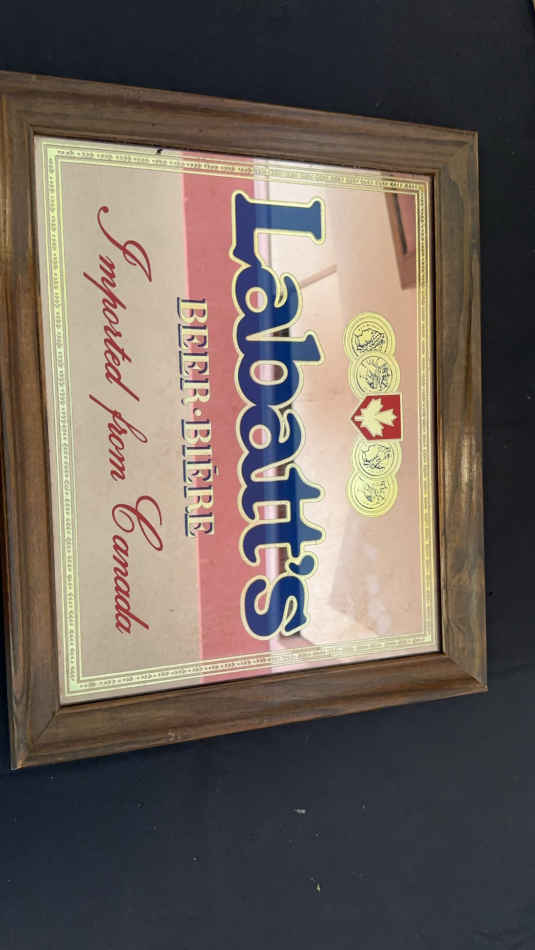 Labatt's
BEER·BIÈRE
Imported from Canada